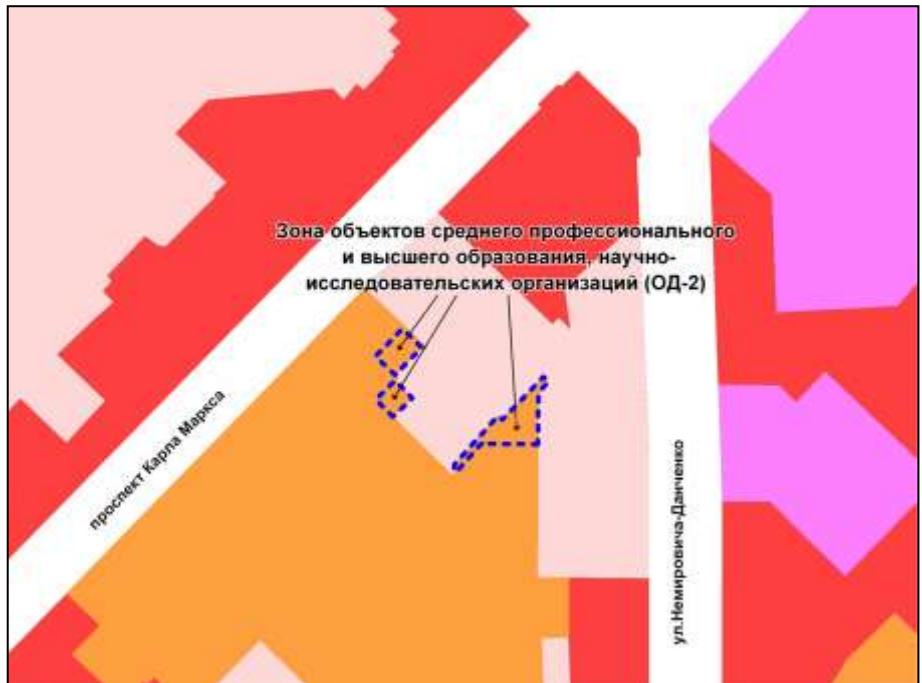 Зона объектов среднего профессионального
и высшего образования, научно-
исследовательских организаций (ОД-2)
проспект Карла Маркса
ул.Немировича-Данченко